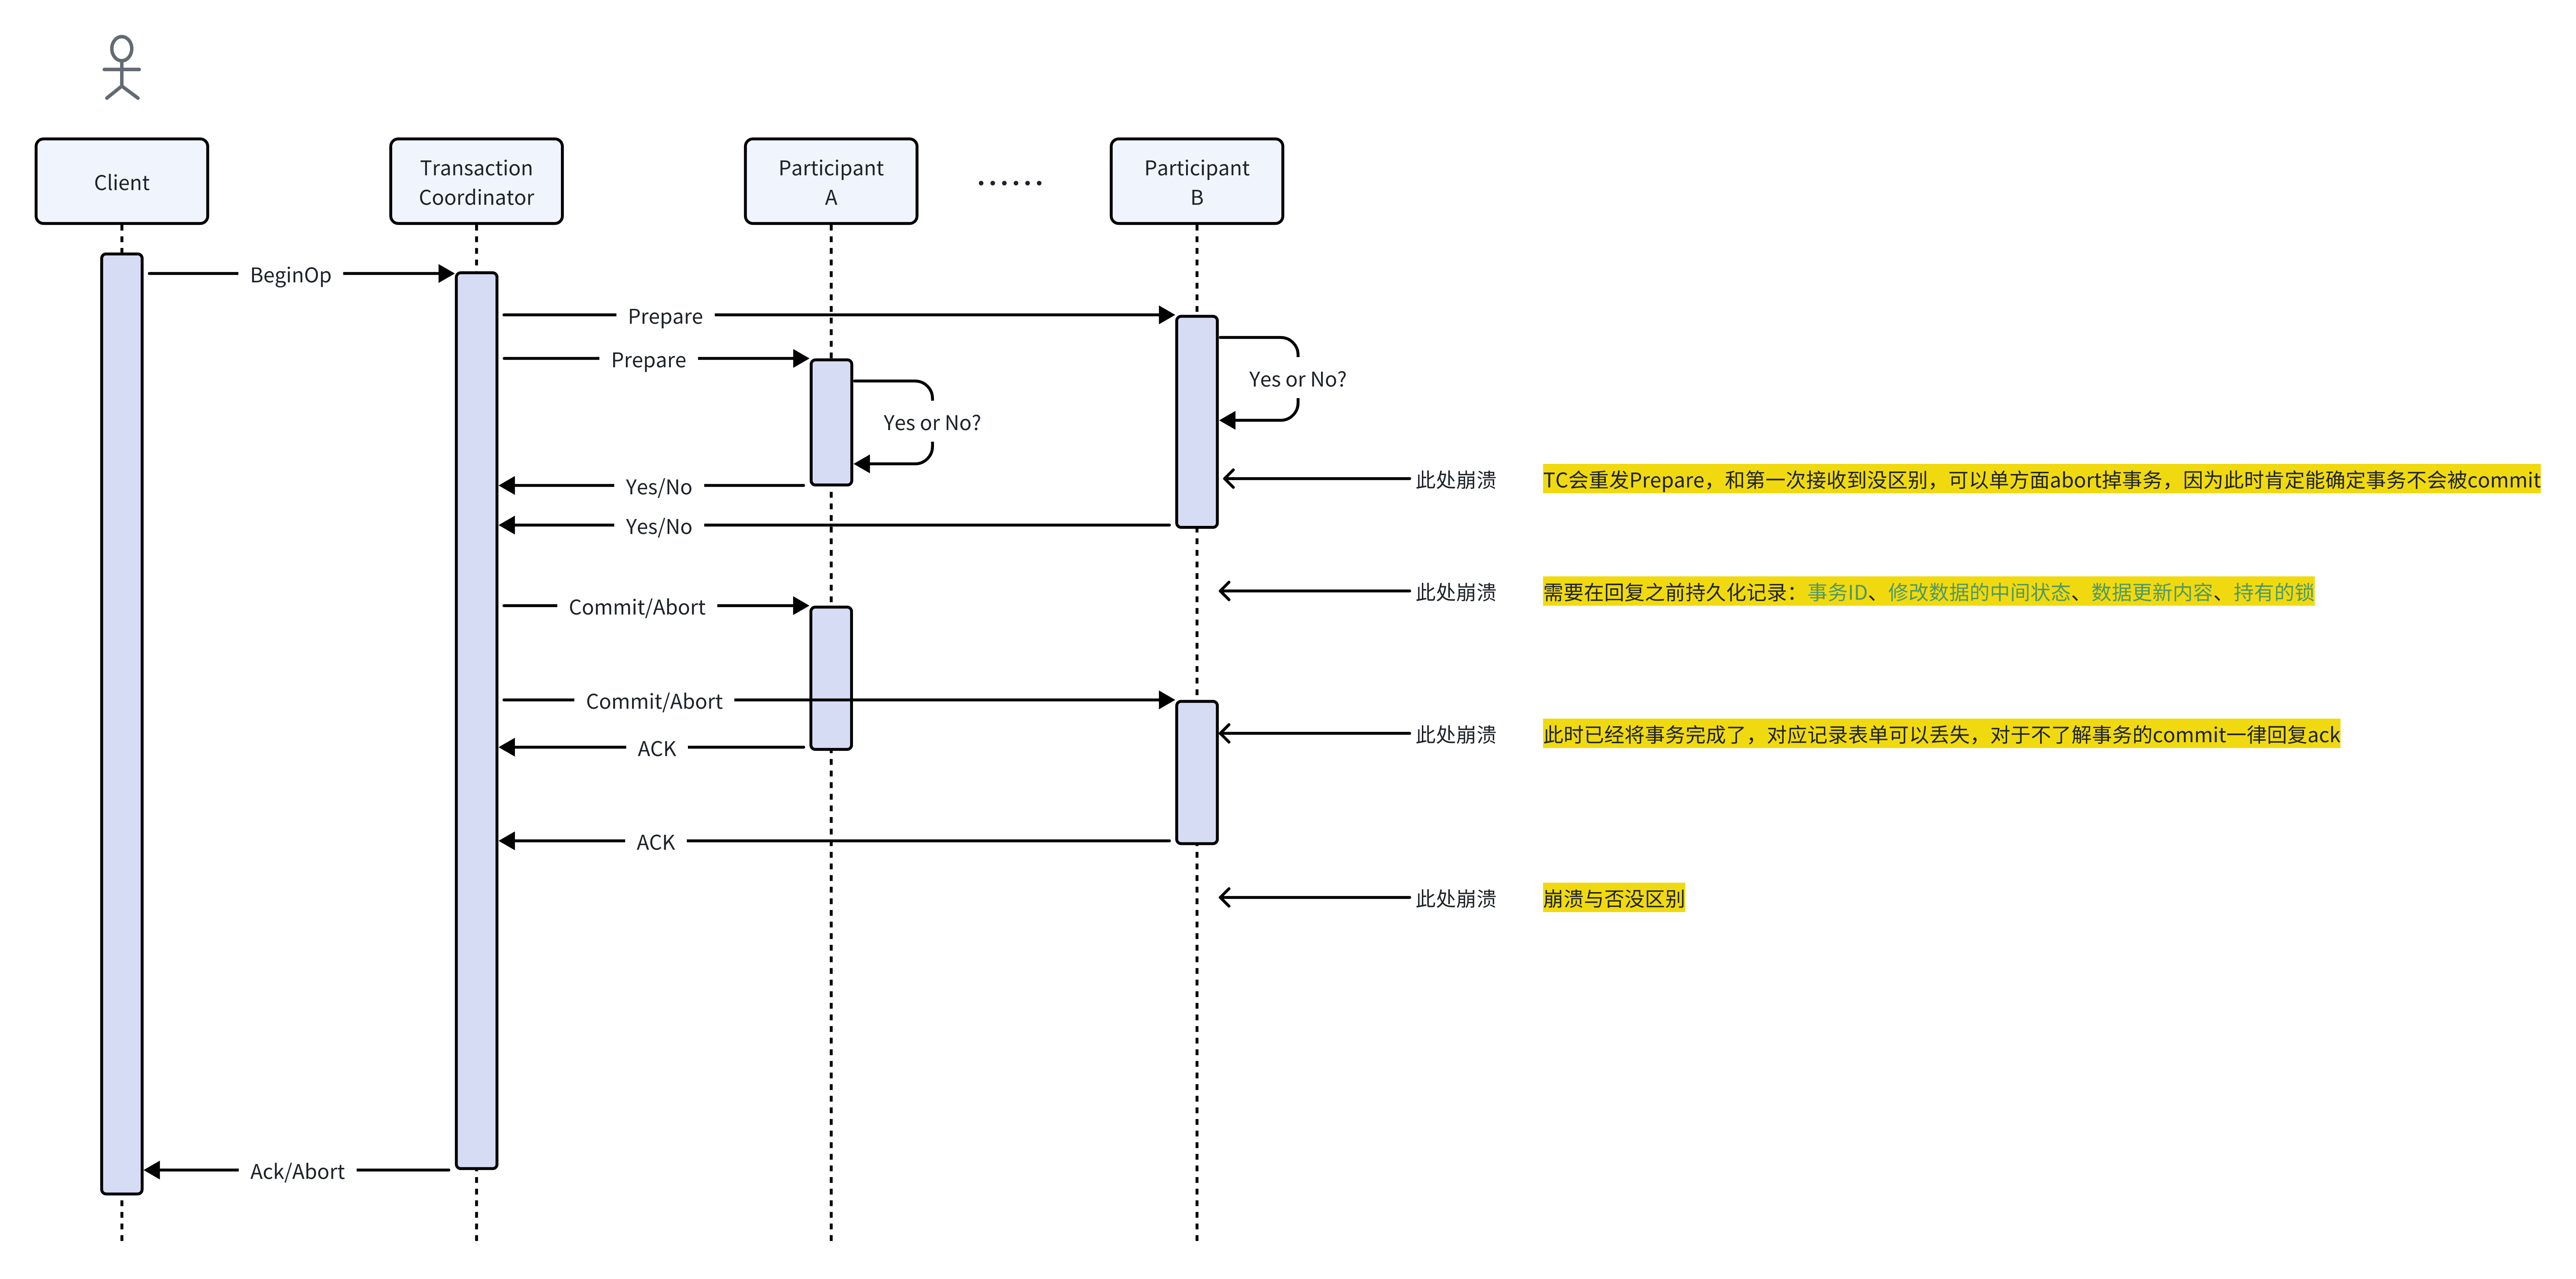 Client
Transaction
Coordinator
Participant
A
......
Participant
B
BeginOp
Prepare
Prepare
Yes or No?
Yes or No?
此处崩溃
TC会重发Prepare，和第一次接收到没区别，可以单方面abort掉事务，因为此时肯定能确定事务不会被commit
Yes/No
Yes/No
此处崩溃
需要在回复之前持久化记录：事务ID、修改数据的中间状态、数据更新内容、持有的锁
Commit/Abort
Commit/Abort
此处崩溃
此时已经将事务完成了，对应记录表单可以丢失，对于不了解事务的commit一律回复ack
ACK
ACK
此处崩溃
崩溃与否没区别
Ack/Abort